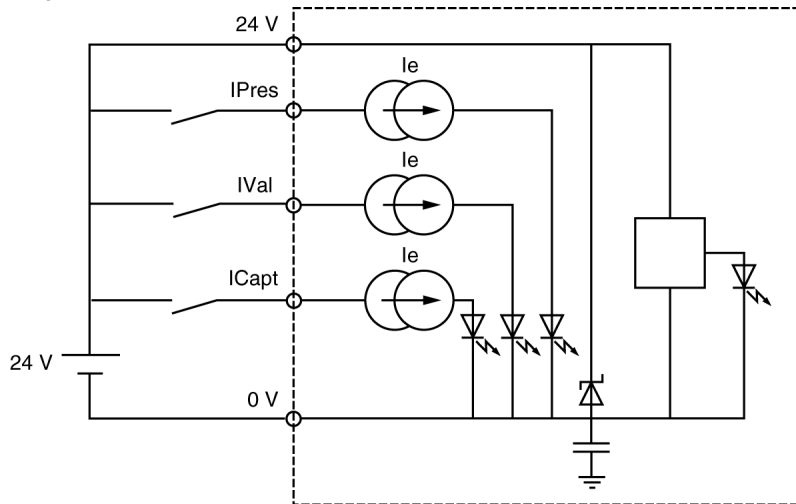 24 V
Ie
IPres
Ie
IVal
Ie
ICapt
24 V
0 V